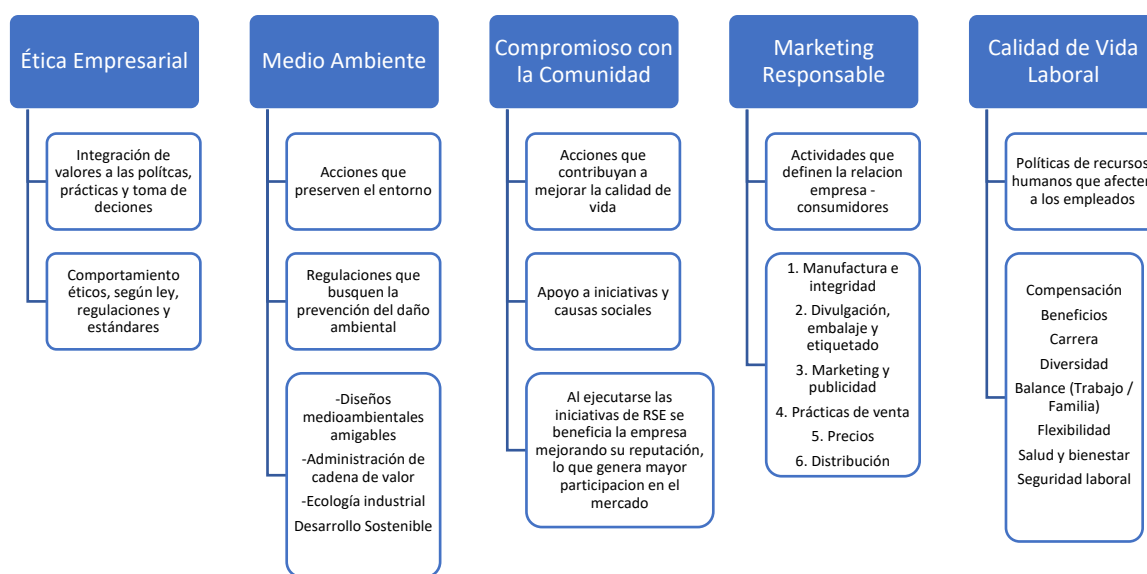 Ética Empresarial
Integración de
valores a las polítcas,
prácticas y toma de
deciones
Comportamiento
éticos, según ley,
regulaciones y
estándares
Medio Ambiente
Acciones que
preserven el entorno
Regulaciones que
busquen la
prevención del daño
ambiental
-Diseños
medioambientales
amigables
-Administración de
cadena de valor
-Ecología industrial
Desarrollo Sostenible
Compromioso con
la Comunidad
Acciones que
contribuyan a
mejorar la calidad de
vida
Apoyo a iniciativas y
causas sociales
Al ejecutarse las
iniciativas de RSE se
beneficia la empresa
mejorando su reputación,
lo que genera mayor
participacion en el
mercado
Marketing
Responsable
Actividades que
definen la relacion
empresa -
consumidores
1. Manufactura e
integridad
2. Divulgación,
embalaje y
etiquetado
3. Marketing y
publicidad
4. Prácticas de venta
5. Precios
6. Distribución
Calidad de Vida
Laboral
Políticas de recursos
humanos que afecten
a los empleados
Compensación
Beneficios
Carrera
Diversidad
Balance (Trabajo /
Familia)
Flexibilidad
Salud y bienestar
Seguridad laboral